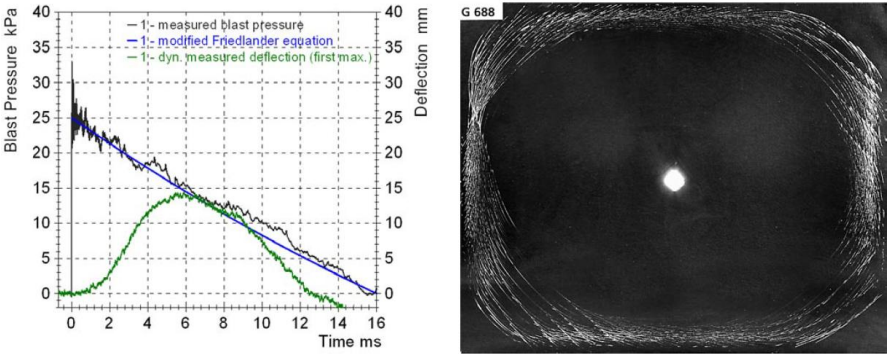 40
35
30
25
20
15
10
5
0
Blast Pressure kPa
1 - measured blast pressure
1 - modified Friedlander equation
1 - dyn. measured deflection (first max.)
40
35
30
25
20
15
10
5
0
Deflection mm
0 2 4 6 8 10 12 14 16
Time ms
G 688